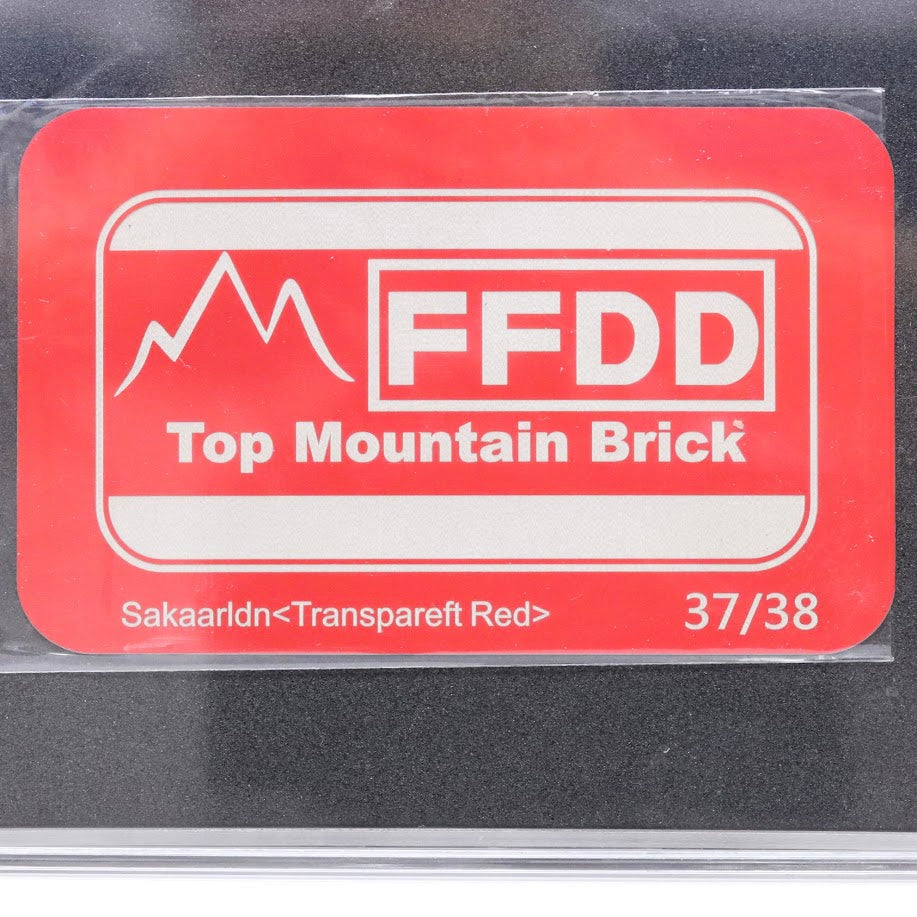 FFDD
Top Mountain Brick
Sakaarldn<Transpareft Red>
37/38